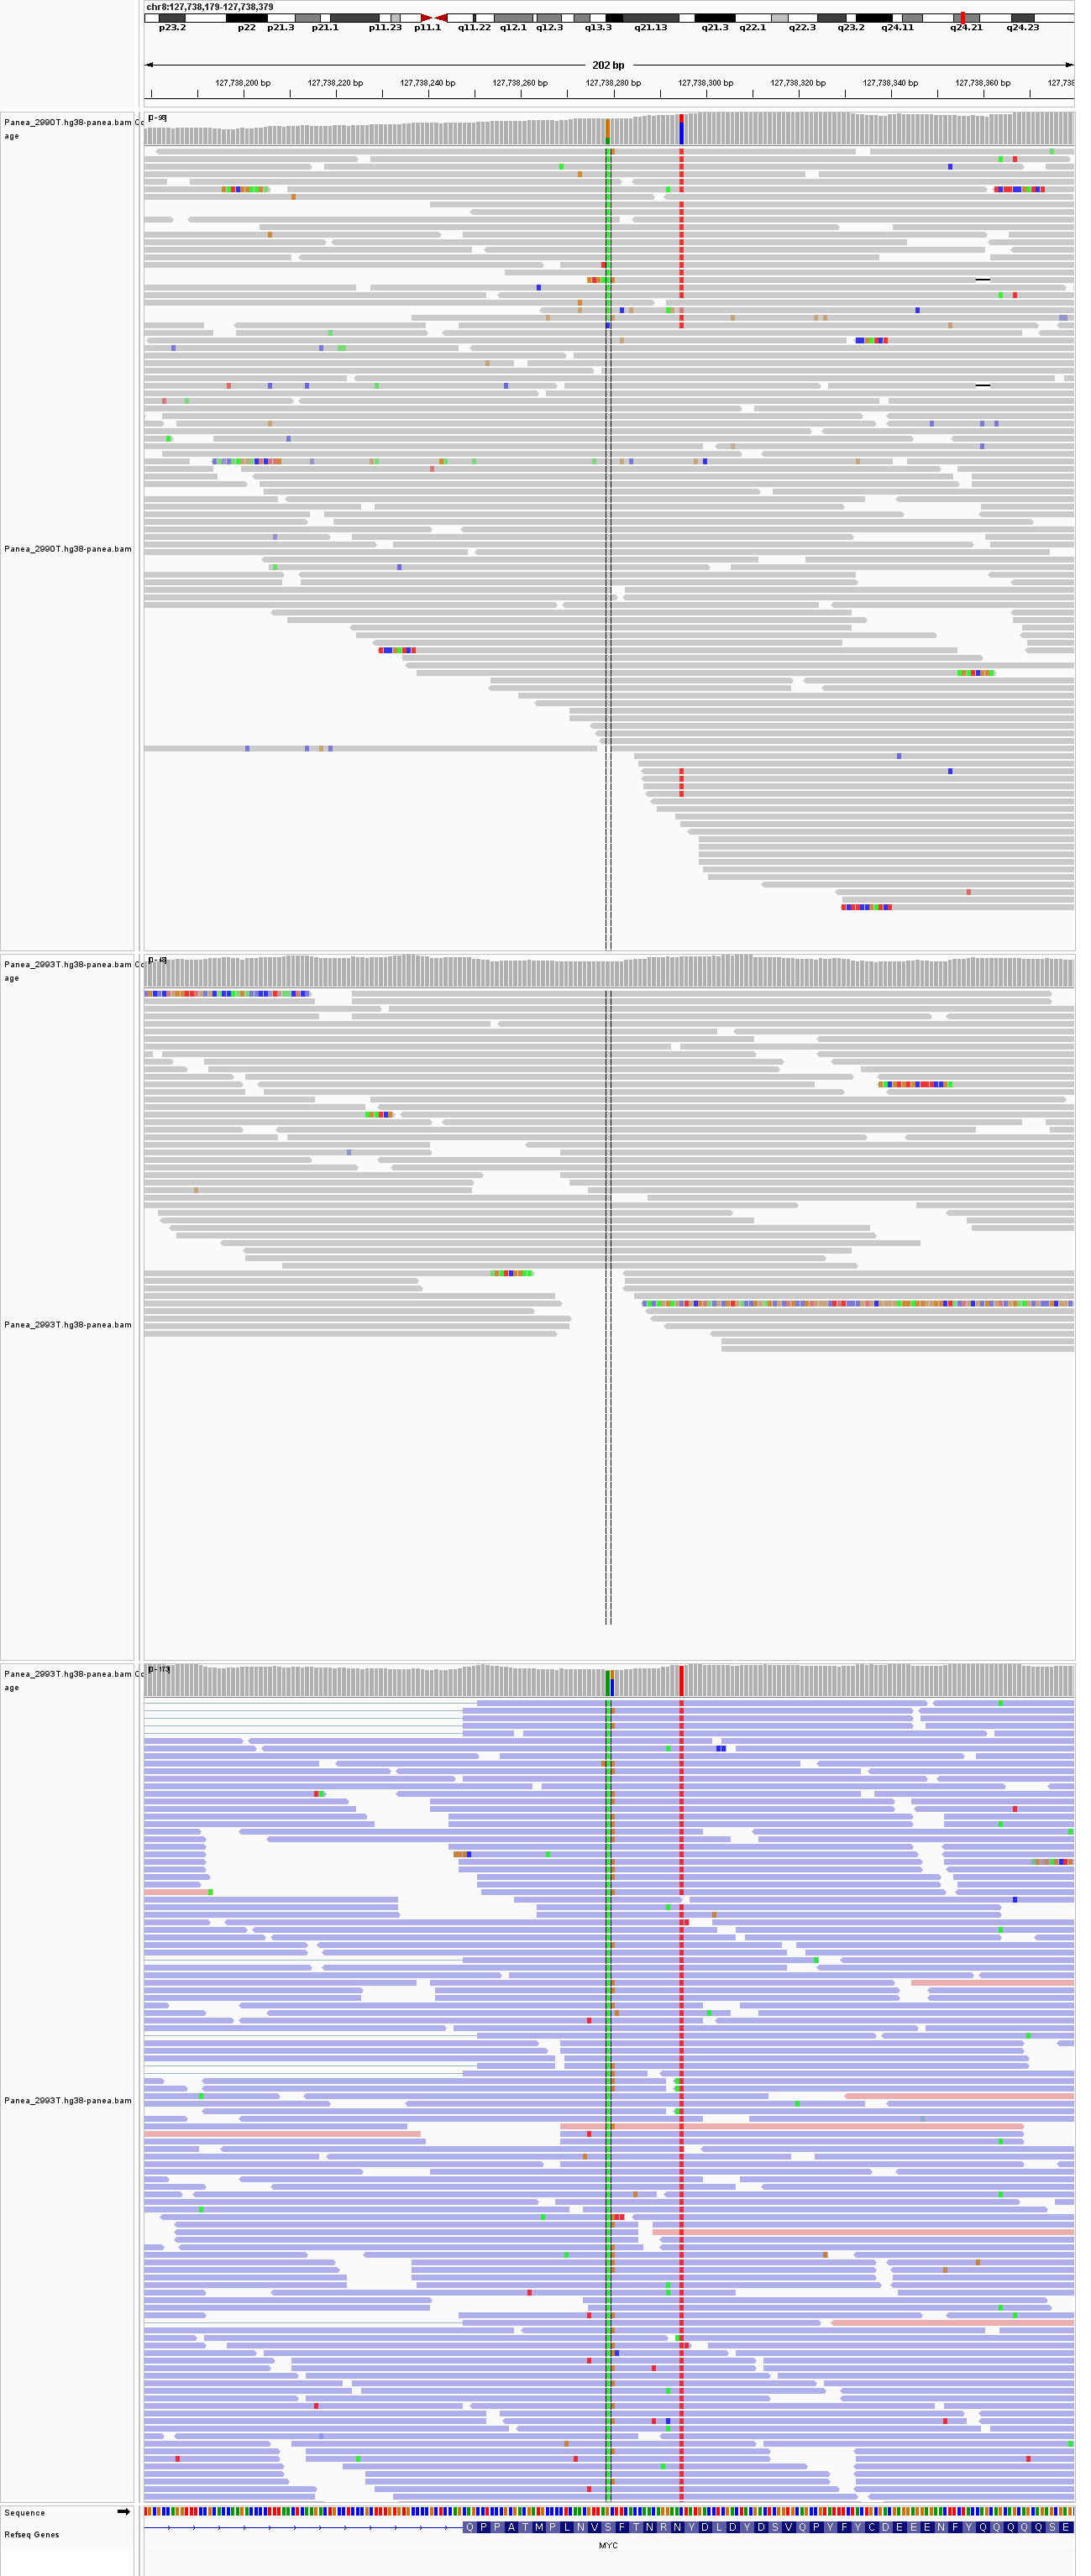 chr8:127,738,179-127,738,379
p23.2 p22 p21.3 p21.1 p11.23 p11.1 q11.22 q12.1 q12.3 q13.3 q21.13 q21.3 q22.1 q22.3 q23.2 q24.11 q24.21 q24.23
202 bp
127,738,200 bp 127,738,220 bp 127,738,240 bp 127,738,260 bp 127,738,280 bp 127,738,300 bp 127,738,320 bp 127,738,340 bp 127,738,360 bp 127,738
Panea_2990T.hg38-panea.bam Co
age
[0 - 98]
Panea_2990T.hg38-panea.bam
Panea_2993T.hg38-panea.bam Co
age
Panea_2993T.hg38-panea.bam
Panea_2993T.hg38-panea.bam Co
age
[0 - 173]
Panea_2993T.hg38-panea.bam
Sequence
Refseq Genes
Q P P A T M P L N V S F T N R N Y D L D Y D S V Q P Y F Y C D E E E N F Y Q Q Q Q Q S E
MYC